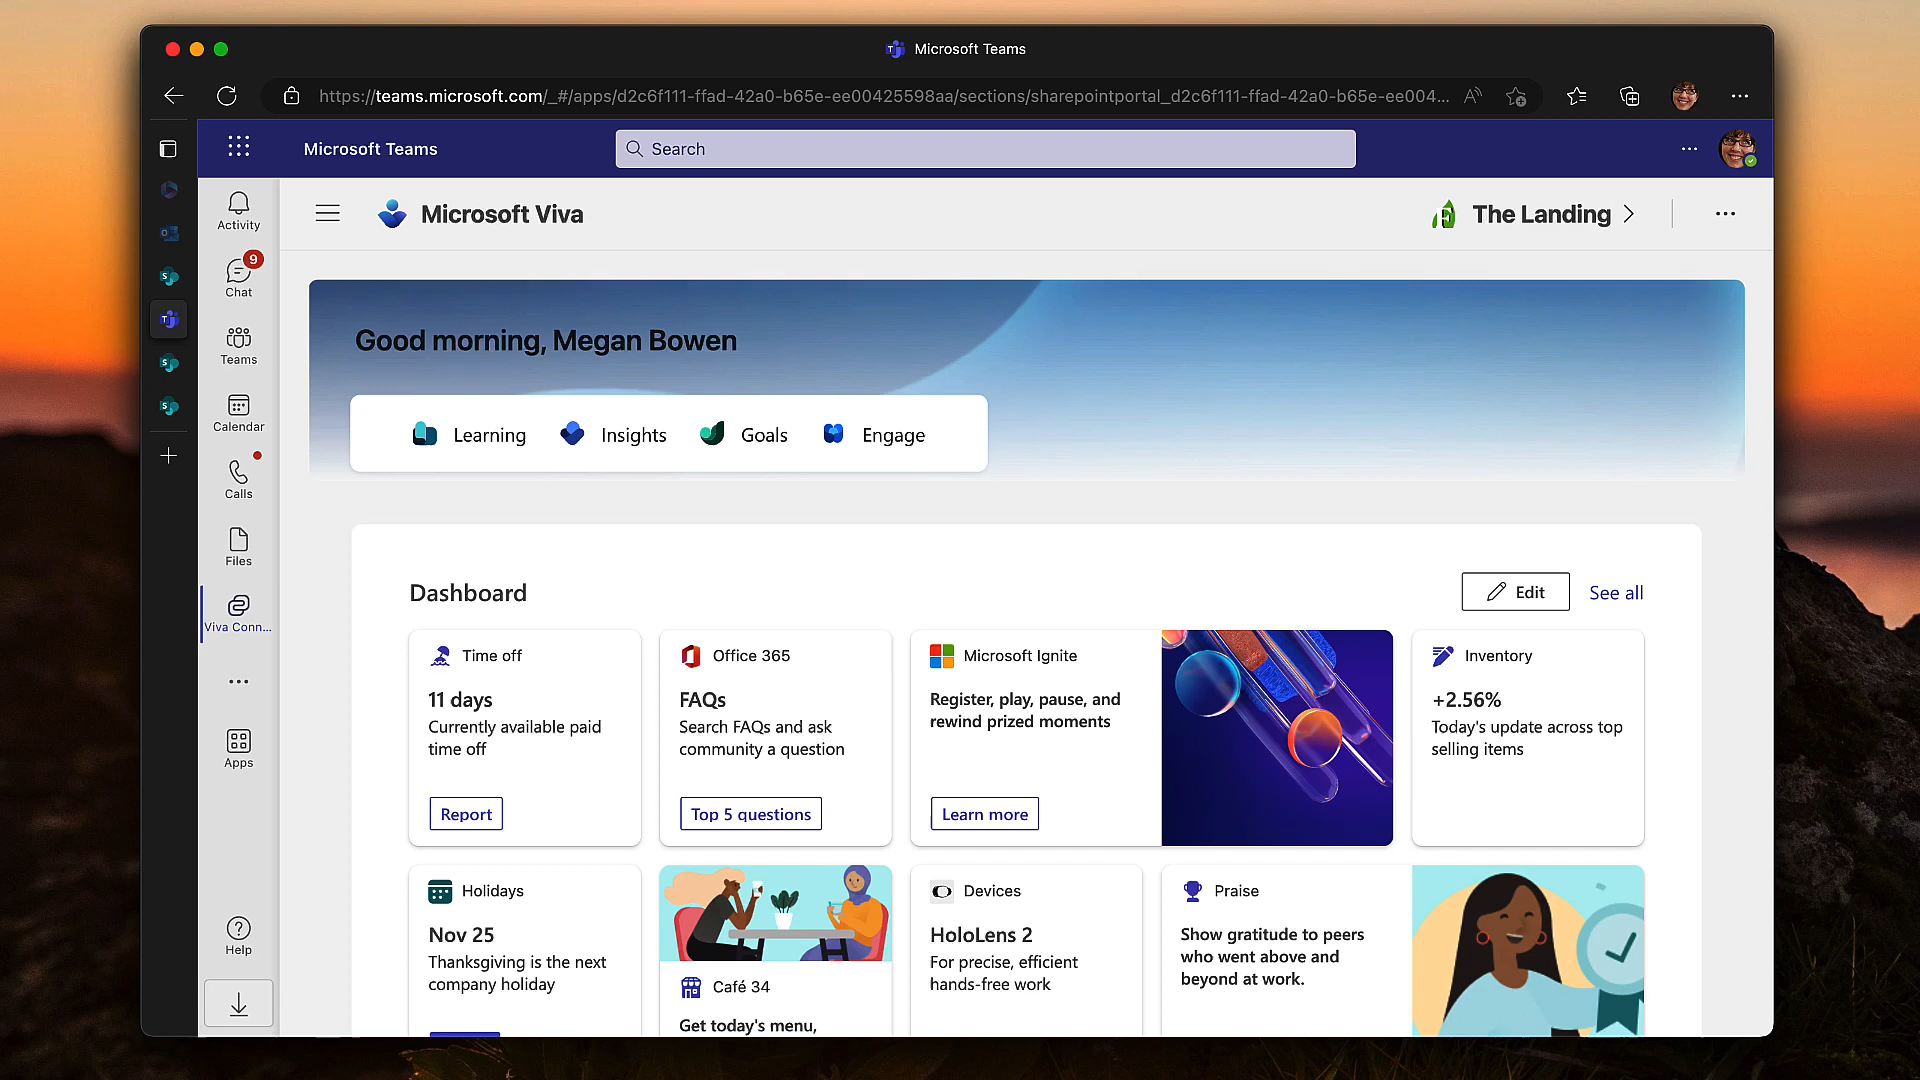 Microsoft Teams
https://teams.microsoft.com/_#/apps/d2c6f111-ffad-42a0-b65e-ee00425598aa/sections/sharepointportal_d2c6f111-ffad-42a0-b65e-ee004...
Microsoft Teams
Search
Activity
9
Chat
Teams
Calendar
Calls
Files
Viva Conn...
Apps
Help
Microsoft Viva
The Landing
Good morning, Megan Bowen
Learning
Insights
Goals
Engage
Dashboard
Edit
See all
Time off
11 days
Currently available paid
time off
Report
Office 365
FAQs
Search FAQs and ask
community a question
Top 5 questions
Microsoft Ignite
Register, play, pause, and
rewind prized moments
Learn more
Inventory
+2.56%
Today's update across top
selling items
Holidays
Nov 25
Thanksgiving is the next
company holiday
Café 34
Get today's menu,
Devices
HoloLens 2
For precise, efficient
hands-free work
Praise
Show gratitude to peers
who went above and
beyond at work.